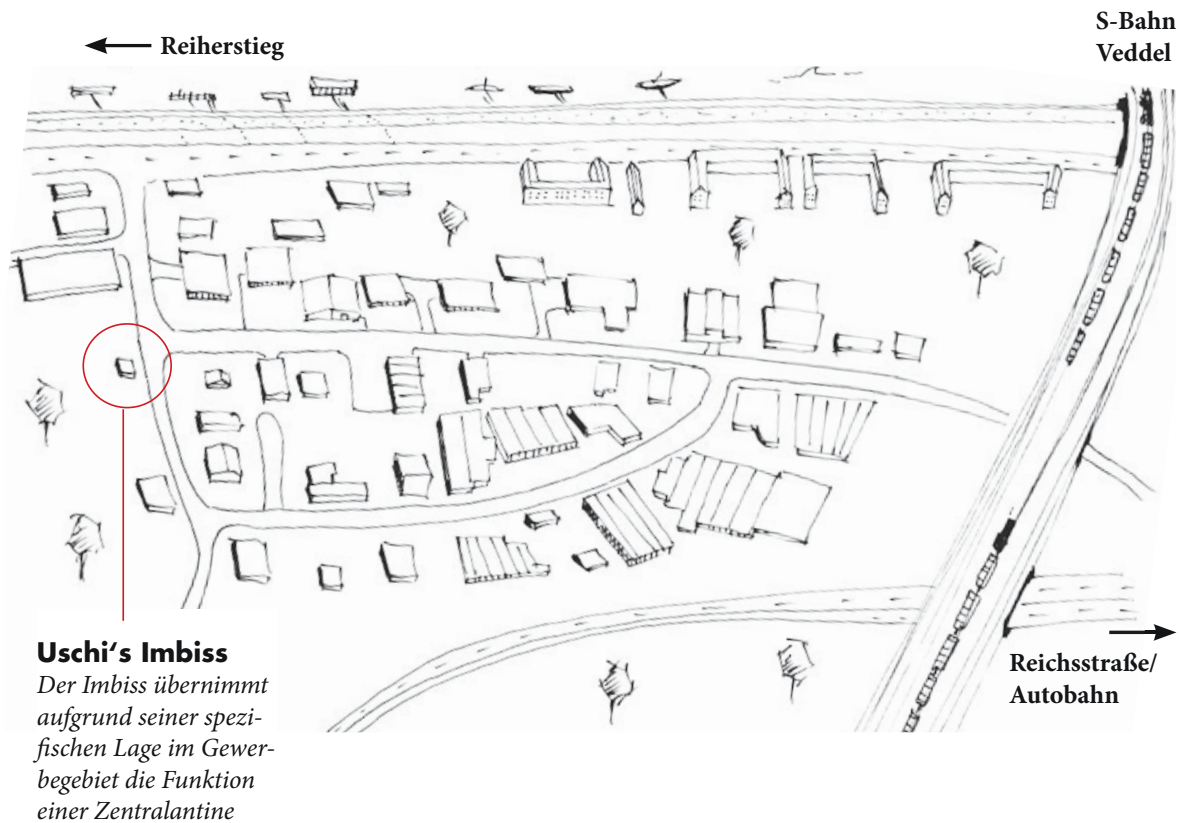 Reiherstieg
S-Bahn
Veddel
Uschi‘s Imbiss
Der Imbiss übernimmt
aufgrund seiner spezi-
fischen Lage im Gewer-
begebiet die Funktion
einer Zentralantine
Reichsstraße/
Autobahn